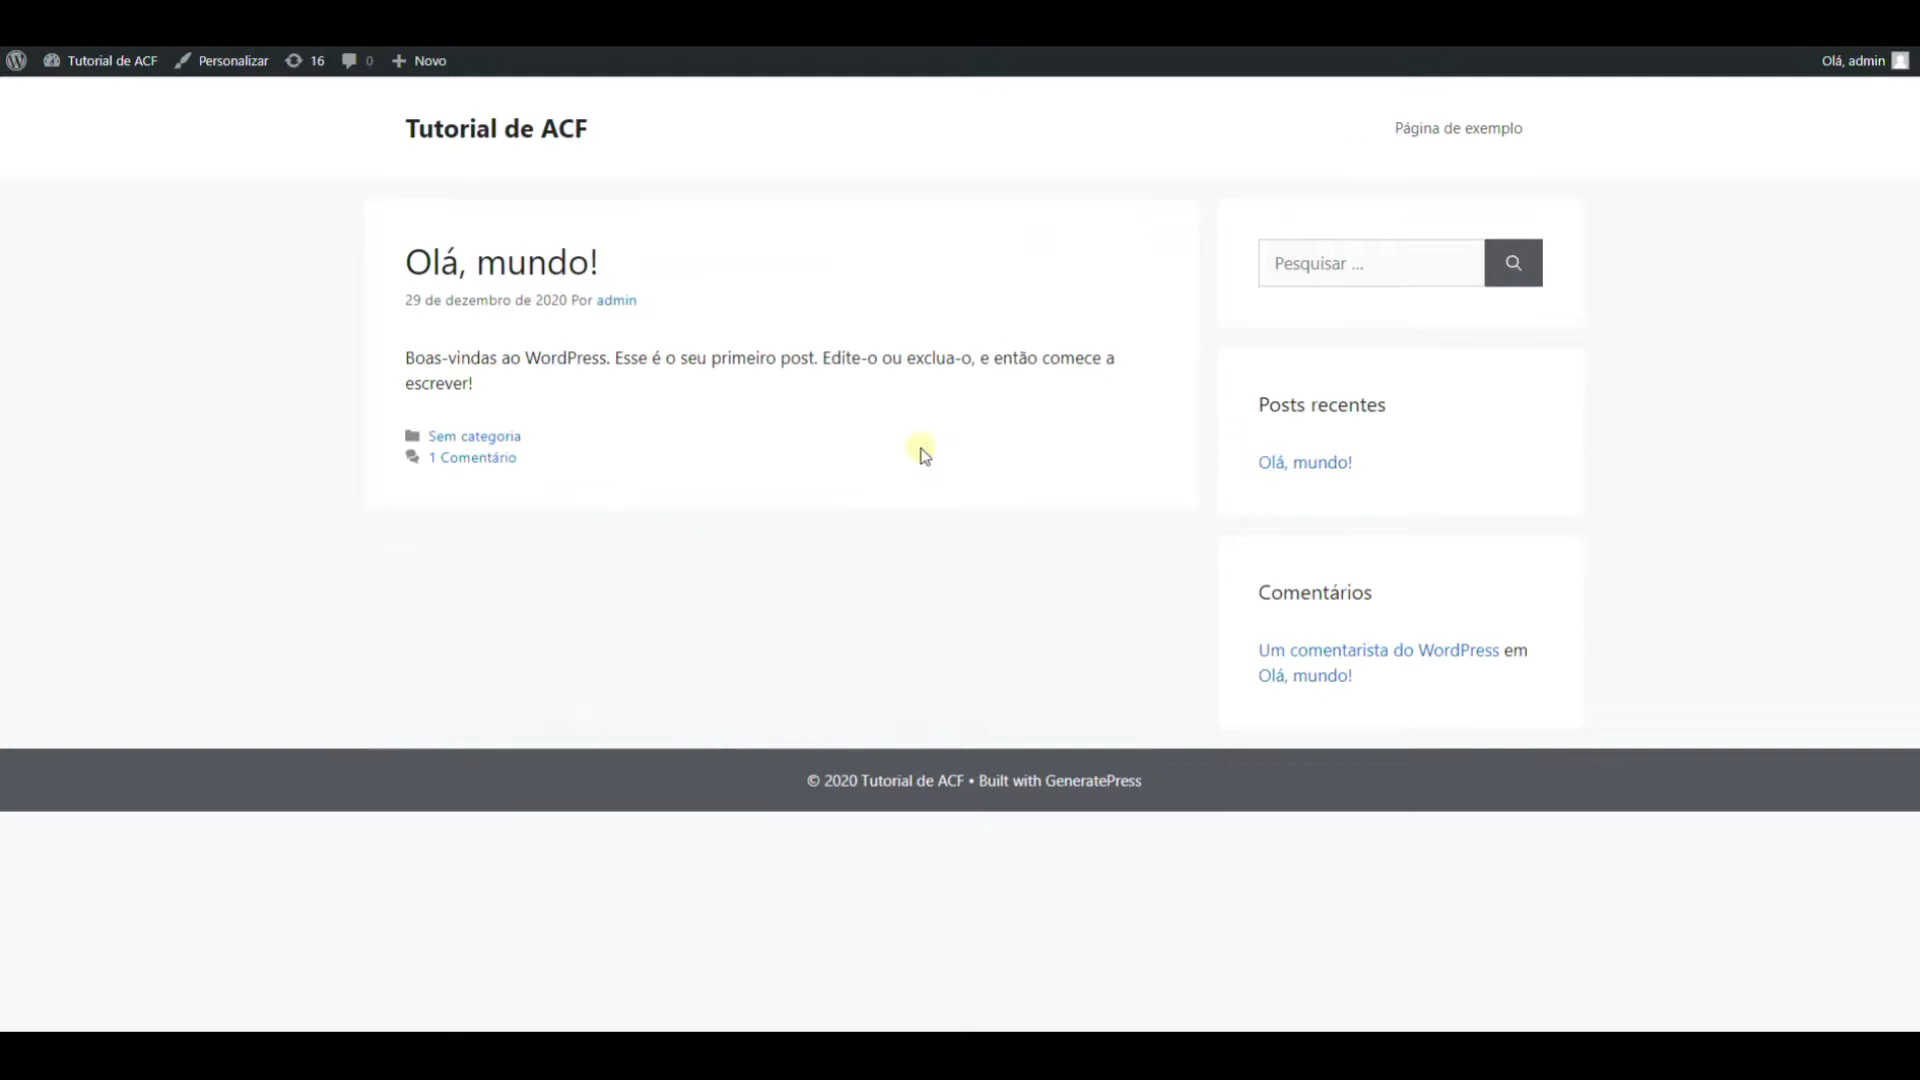 Tutorial de ACF
Personalizar
16
0
Novo
Olá, admin
Tutorial de ACF
Página de exemplo
Olá, mundo!
29 de dezembro de 2020 Por admin
Boas-vindas ao WordPress. Esse é o seu primeiro post. Edite-o ou exclua-o, e então comece a
escrever!
Sem categoria
1 Comentário
Pesquisar ...
Posts recentes
Olá, mundo!
Comentários
Um comentarista do WordPress em
Olá, mundo!
© 2020 Tutorial de ACF • Built with GeneratePress